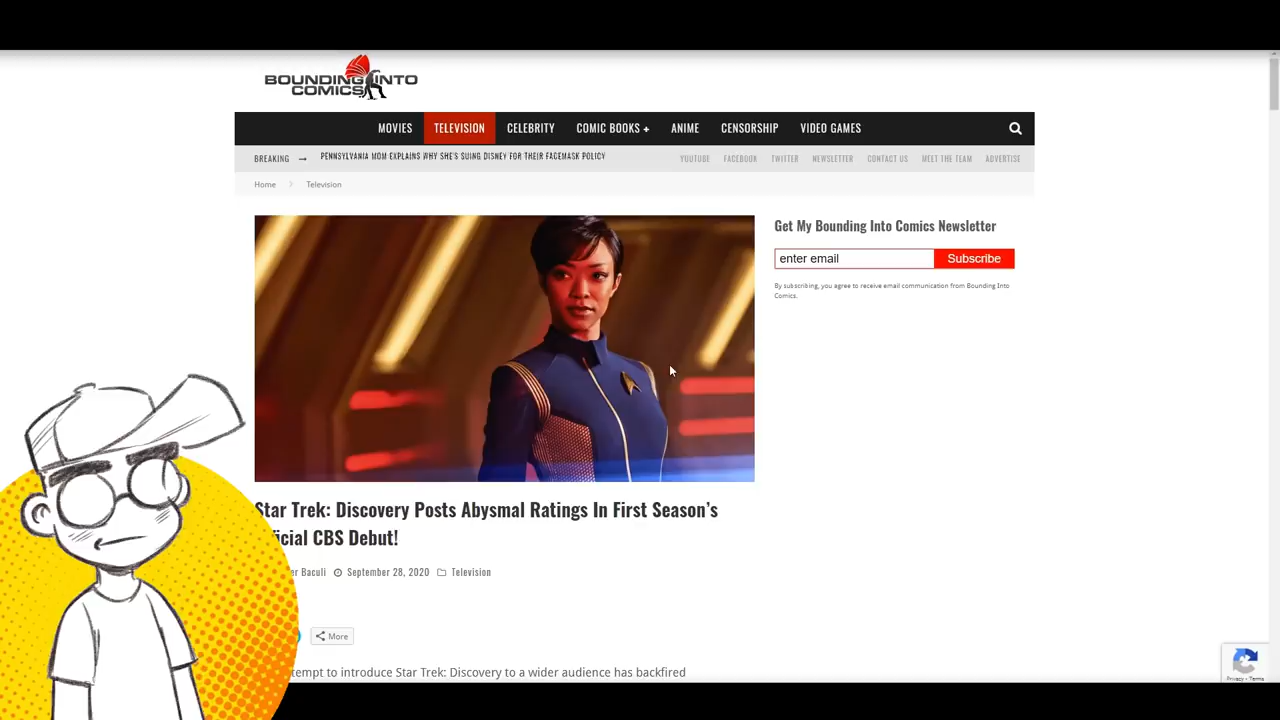 BOUNDING INTO
COMICS
MOVIES TELEVISION CELEBRITY COMIC BOOKS + ANIME CENSORSHIP VIDEO GAMES
BREAKING → PENNSYLVANIA MOM EXPLAINS WHY SHE'S SUING DISNEY FOR THEIR FACEMASK POLICY YOUTUBE FACEBOOK TWITTER NEWSLETTER CONTACT US MEET THE TEAM ADVERTISE
Home Television
Get My Bounding Into Comics Newsletter
enter email Subscribe
By subscribing, you agree to receive email communication from Bounding Into
Comics.
Star Trek: Discovery Posts Abysmal Ratings In First Season's
CBS Debut!
Baculi September 28, 2020 Television
More
to introduce Star Trek: Discovery to a wider audience has backfired
Privacy - Terms